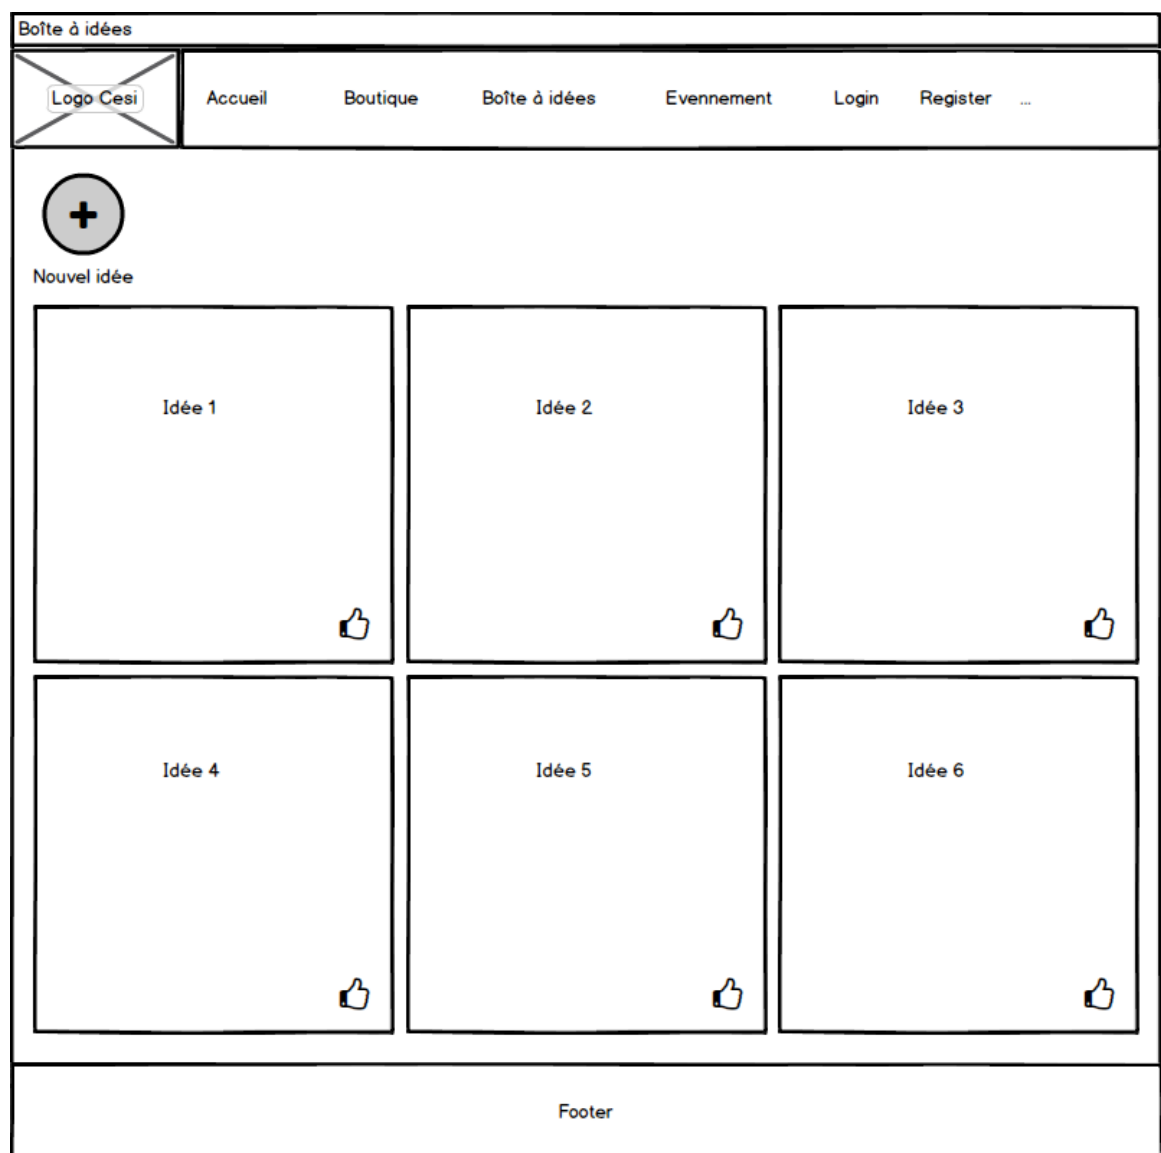 Boîte à idées
Logo Cesi
Accueil Boutique Boîte à idées Evennement Login Register ...
Nouvel idée
Idée 1 Idée 2 Idée 3
Idée 4 Idée 5 Idée 6
Footer